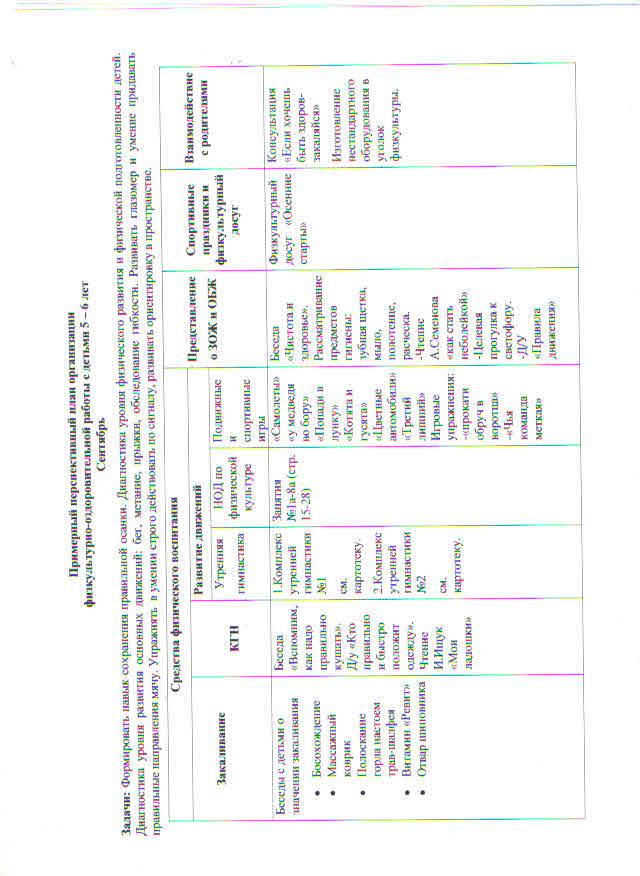 Примерный перспективный план организации
физкультурно-оздоровительной работы с детьми 5 – 6 лет
Сентябрь
Задачи: Формировать навык сохранения правильной осанки. Диагностика уровня физического развития и физической подготовленности детей.
Диагностика уровня развития основных движений: бег, метание, прыжки, обследование гибкости. Развивать глазомер и умение придавать
правильные направления мячу. Упражнять в умении строго действовать по сигналу, развивать ориентировку в пространстве.
Средства физического воспитания
Закаливание
КГН
Развитие движений
Утренняя
гимнастика
НОД по
физической
культуре
Подвижные
и
спортивные
игры
Представление
о ЗОЖ и ОБЖ
Спортивные
праздники и
физкультурный
досуг
Взаимодействие
с родителями
Беседы с детьми о
значении закаливания
• Босохождение
• Массажный
коврик
• Полоскание
горла настоем
трав-шалфея
• Витамин «Ревит»
• Отвар шиповника
Беседа
«Вспомним,
как надо
правильно
кушать».
Д/у «Кто
правильно
и быстро
положит
одежду».
Чтение
И.Ищук
«Мои
ладошки»
1.Комплекс
утренней
гимнастики
№1
см.
картотеку.
2.Комплекс
утренней
гимнастики
№2
см.
картотеку.
Занятия
№1а-8а (стр.
15-28)
«Самолеты»
«у медведя
во бору»
«Попади в
лунку»
«Котята и
гусята»
«Цветные
автомобили»
«Третий
лишний»
Игровые
упражнения:
-«прокати
обруч в
воротца»
-«Чья
команда
меткая»
Беседа
«Чистота и
здоровье».
Рассматривание
предметов
гигиены:
зубная щетка,
мыло,
полотенце,
расческа.
-Чтение
А.Семенова
«как стать
неболейкой»
-Целевая
прогулка к
светофору.
-Д/У
«Правила
движения»
Физкультурный
досуг «Осенние
старты»
Консультация
«Если хочешь
быть здоров-
закаляйся»
Изготовление
нестандартного
оборудования в
уголок
физкультуры.